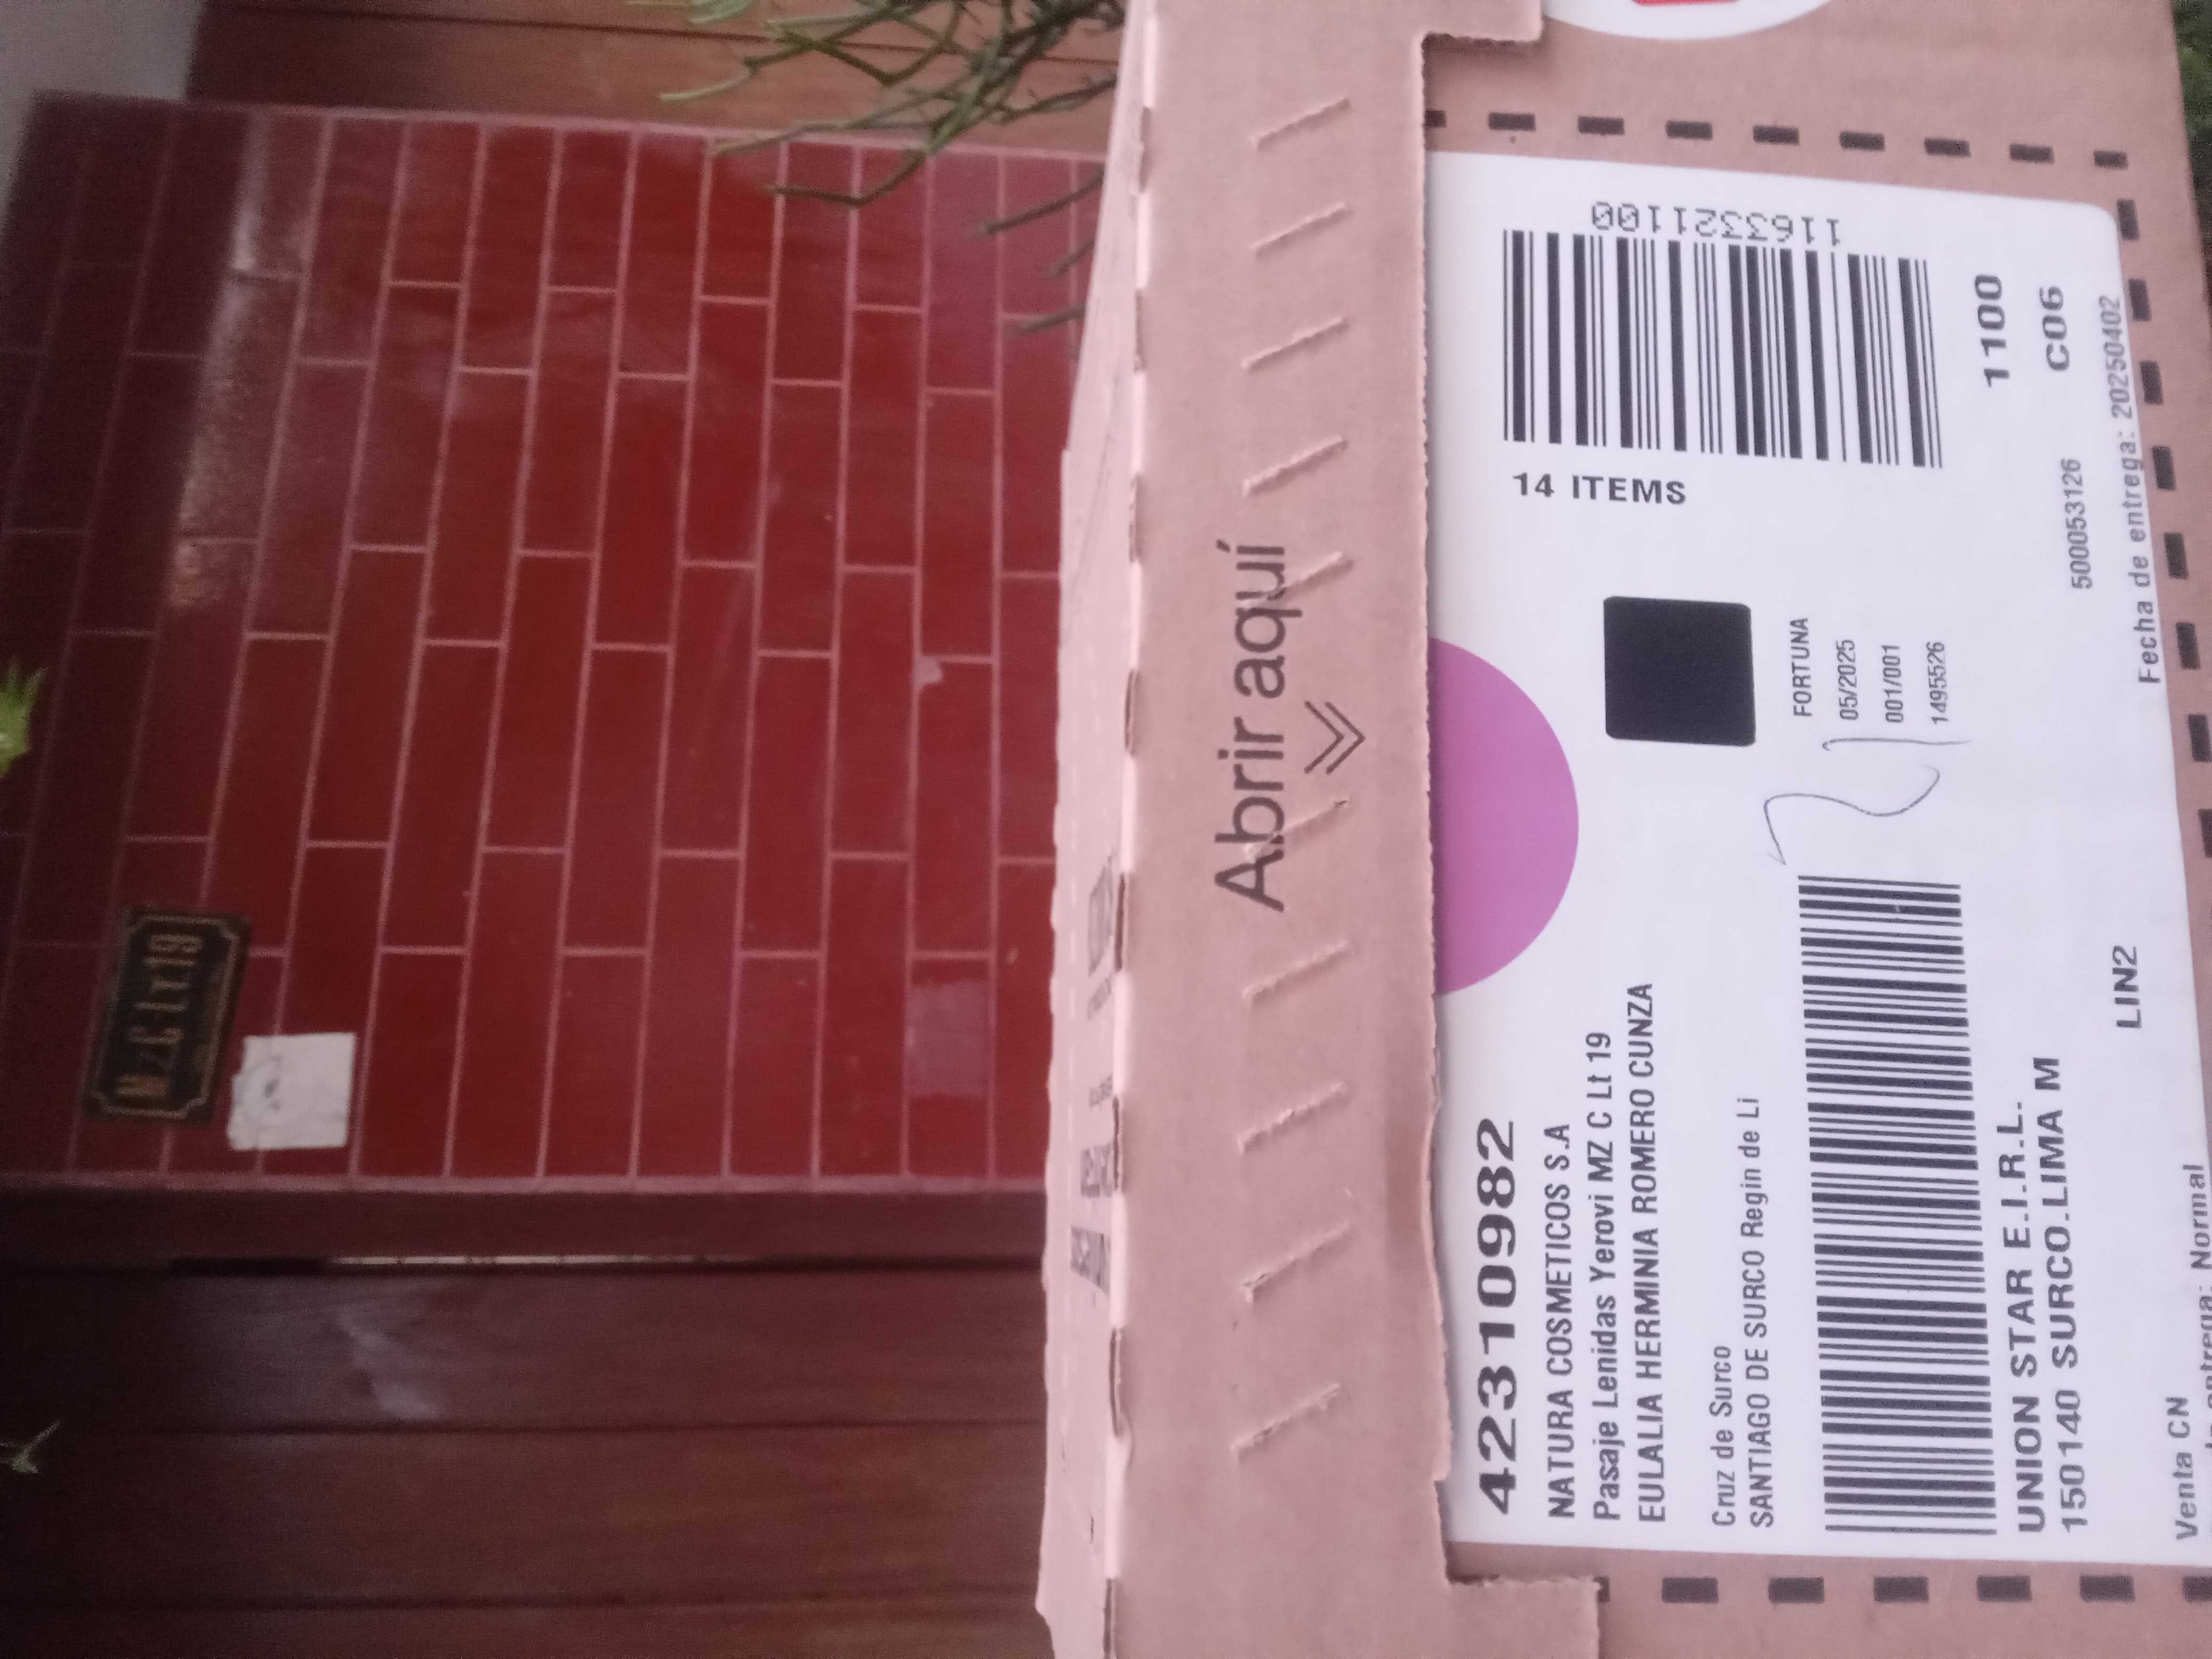 MzC Lt 19
Abrir aquí
42310982
NATURA COSMETICOS S.A
Pasaje Lenidas Yerovi MZ C Lt 19
EULALIA HERMINIA ROMERO CUNZA
Cruz de Surco
SANTIAGO DE SURCO Regin de Li
UNION STAR E.I.R.L.
150140 SURCO.LIMA M
LIN2
Venta CN
Normal
14 ITEMS
1163321100
FORTUNA
05/2025
001/001
1495526
1100
C06
500053126
Fecha de entrega: 20250402